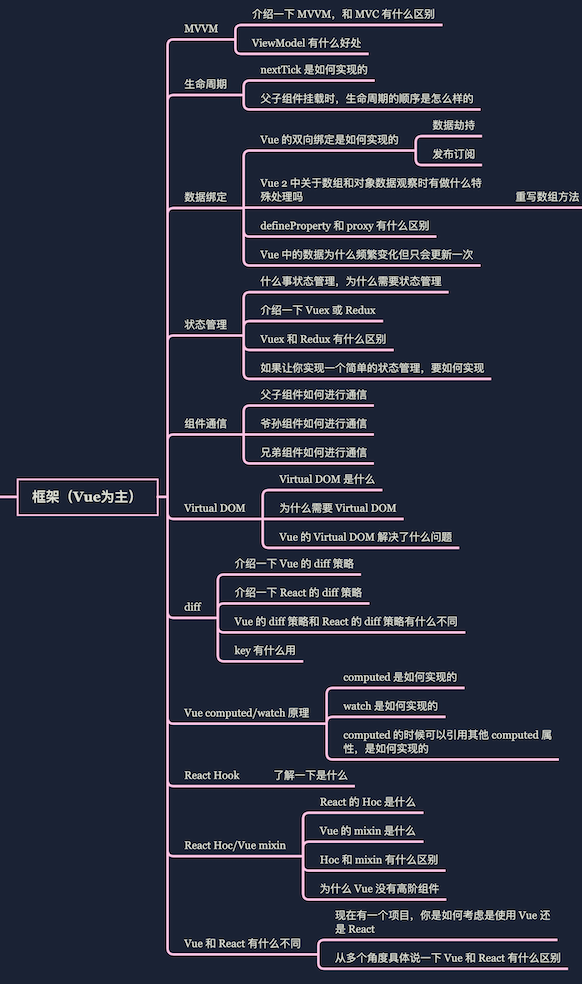 框架（Vue为主）
MVVM
介绍一下 MVVM，和 MVC 有什么区别
ViewModel 有什么好处
生命周期
nextTick 是如何实现的
父子组件挂载时，生命周期的顺序是怎么样的
数据绑定
Vue 的双向绑定是如何实现的
数据劫持
发布订阅
Vue 2 中关于数组和对象数据观察时有做什么特
殊处理吗
重写数组方法
defineProperty 和 proxy 有什么区别
Vue 中的数据为什么频繁变化但只会更新一次
状态管理
什么事状态管理，为什么需要状态管理
介绍一下 Vuex 或 Redux
Vuex 和 Redux 有什么区别
如果让你实现一个简单的状态管理，要如何实现
组件通信
父子组件如何进行通信
爷孙组件如何进行通信
兄弟组件如何进行通信
Virtual DOM
Virtual DOM 是什么
为什么需要 Virtual DOM
Vue 的 Virtual DOM 解决了什么问题
diff
介绍一下 Vue 的 diff 策略
介绍一下 React 的 diff 策略
Vue 的 diff 策略和 React 的 diff 策略有什么不同
key 有什么用
Vue computed/watch 原理
computed 是如何实现的
watch 是如何实现的
computed 的时候可以引用其他 computed 属
性，是如何实现的
React Hook
了解一下是什么
React Hoc/Vue mixin
React 的 Hoc 是什么
Vue 的 mixin 是什么
Hoc 和 mixin 有什么区别
为什么 Vue 没有高阶组件
Vue 和 React 有什么不同
现在有一个项目，你是如何考虑是使用 Vue 还
是 React
从多个角度具体说一下 Vue 和 React 有什么区别